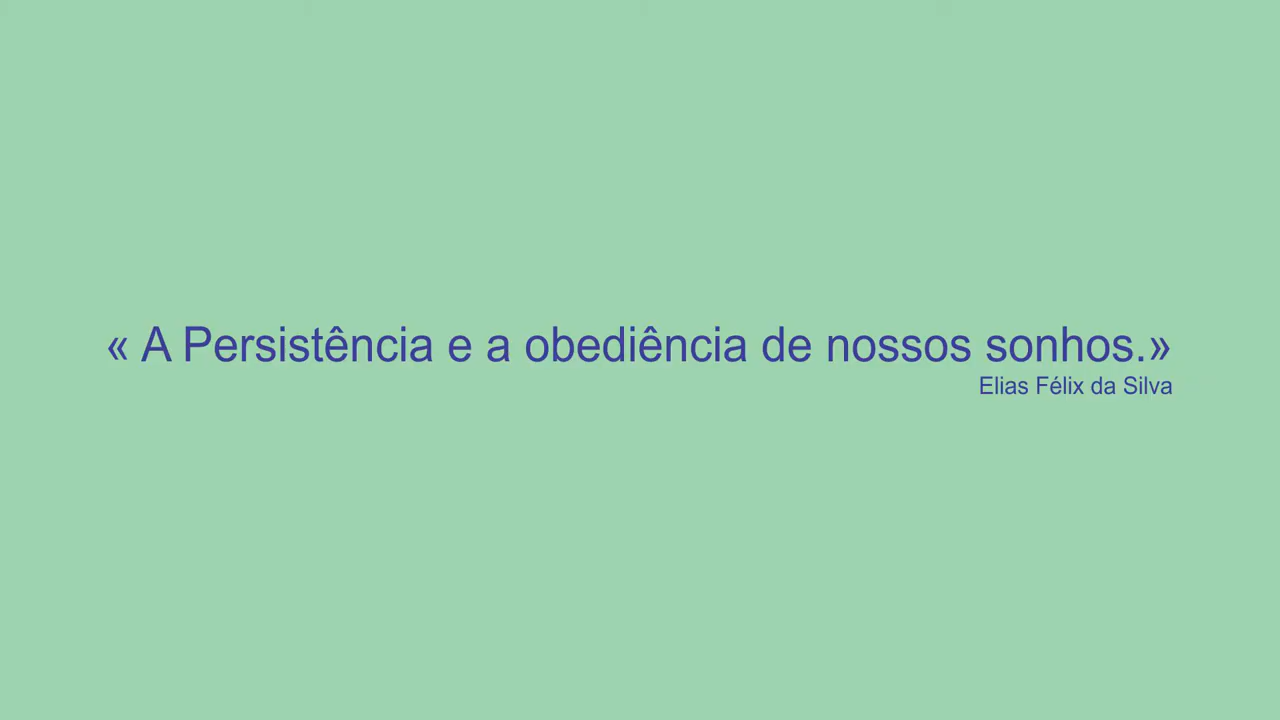 « A Persistência e a obediência de nossos sonhos.»
Elias Félix da Silva